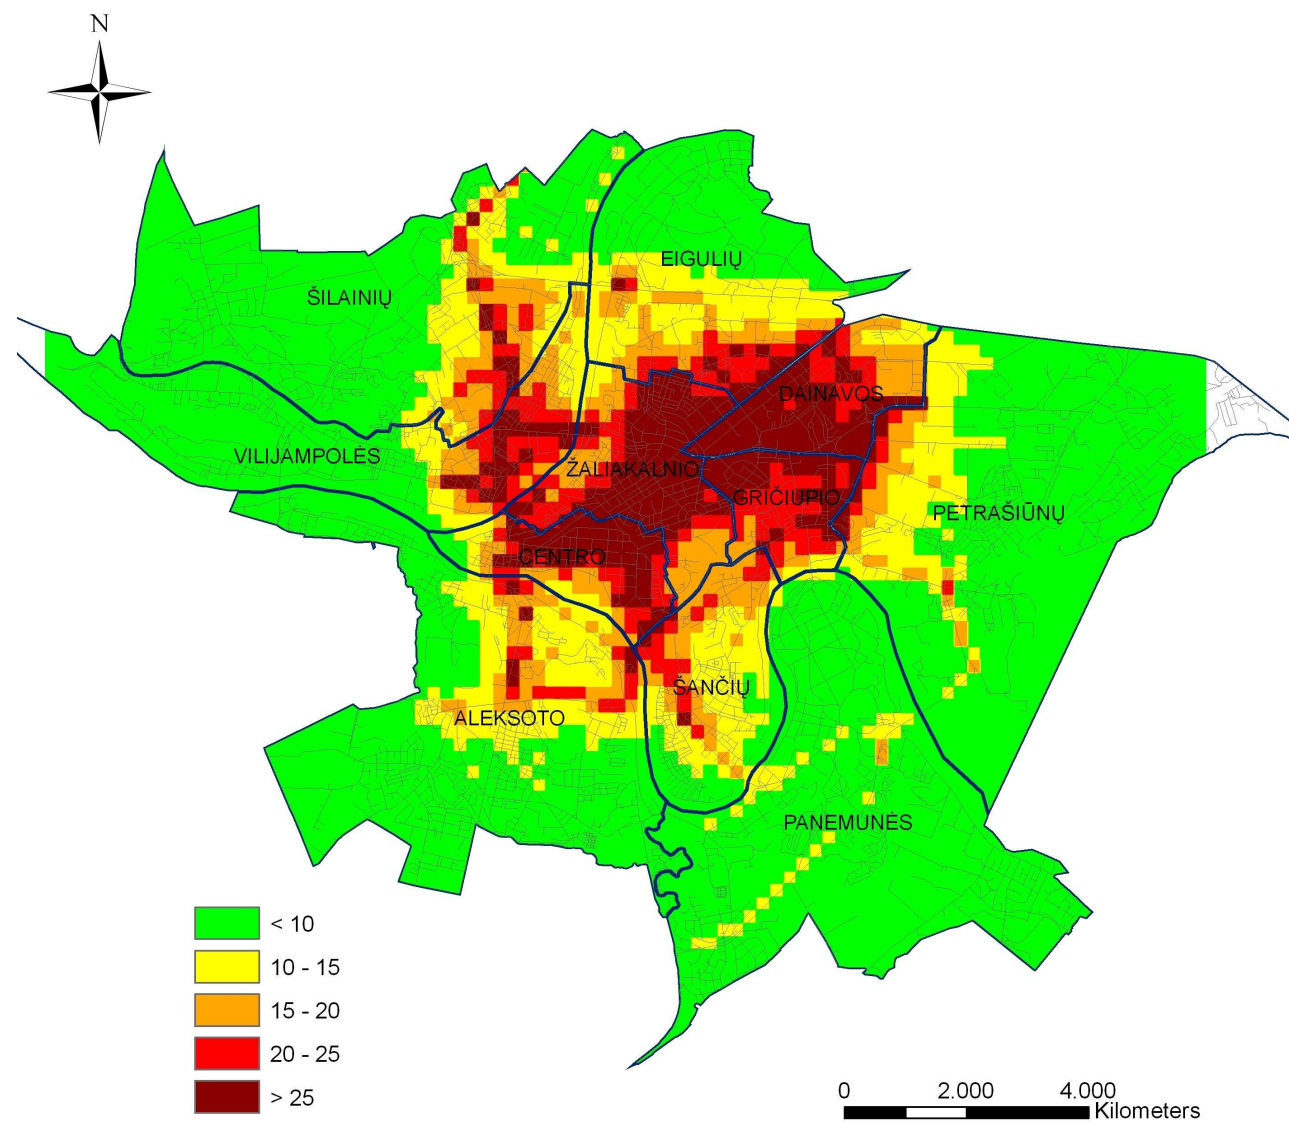 N
EIGULIŲ
ŠILAINIŲ
DAINAVOS
VILIJAMPOLĖS
ŽALIAKALNIO
GRIČIUPIO
PETRAŠIŪNŲ
CENTRO
ŠANČIŲ
ALEKSOTO
PANEMUNĖS
< 10
10 - 15
15 - 20
20 - 25
> 25
0 2.000 4.000
Kilometers